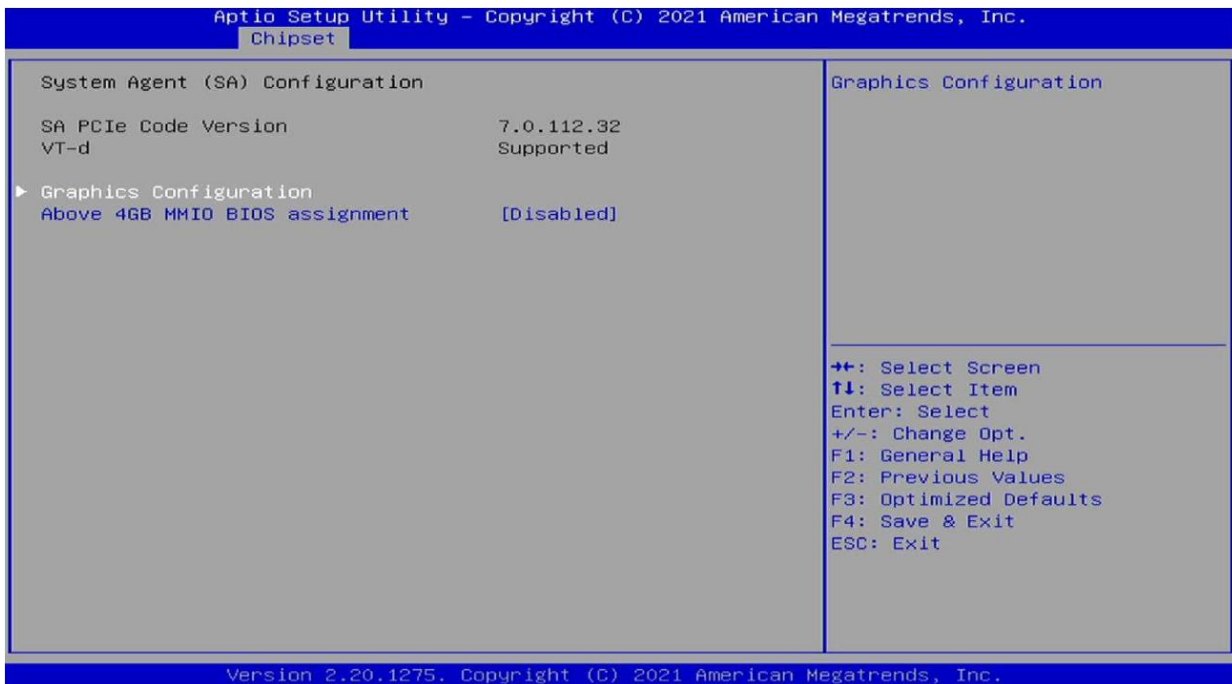 Aptio Setup Utility – Copyright (C) 2021 American Megatrends, Inc.
Chipset
System Agent (SA) Configuration
SA PCIe Code Version 7.0.112.32
VT-d Supported
► Graphics Configuration
Above 4GB MMIO BIOS assignment [Disabled]
Graphics Configuration
→←: Select Screen
↑↓: Select Item
Enter: Select
+/-: Change Opt.
F1: General Help
F2: Previous Values
F3: Optimized Defaults
F4: Save & Exit
ESC: Exit
Version 2.20.1275. Copyright (C) 2021 American Megatrends, Inc.